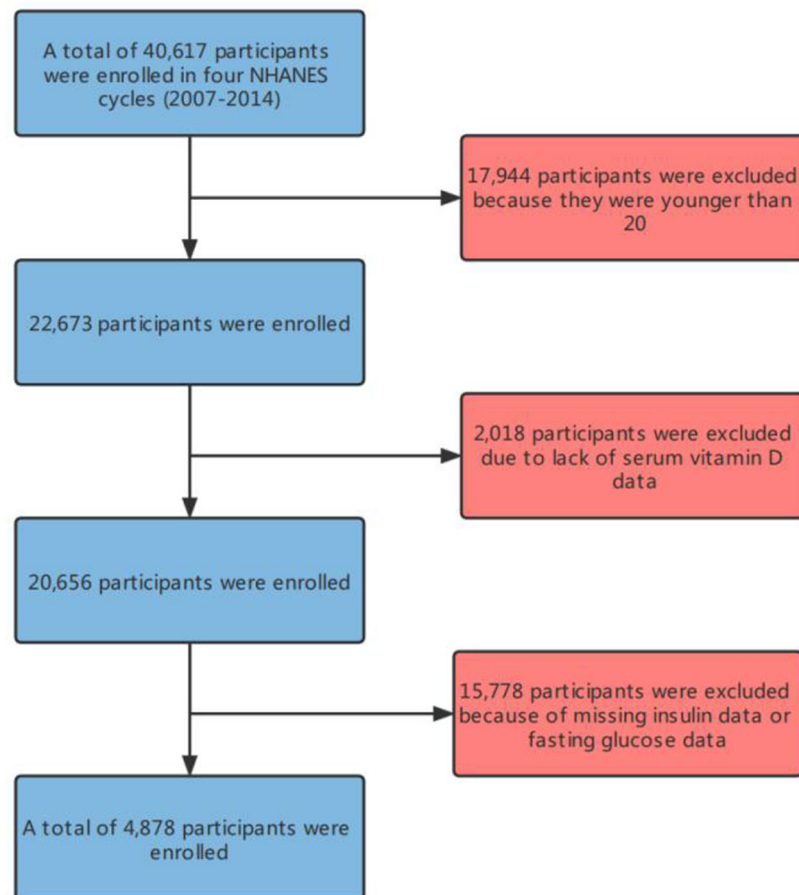 A total of 40,617 participants
were enrolled in four NHANES
cycles (2007-2014)
17,944 participants were excluded
because they were younger than
20
22,673 participants were enrolled
2,018 participants were excluded
due to lack of serum vitamin D
data
20,656 participants were enrolled
15,778 participants were excluded
because of missing insulin data or
fasting glucose data
A total of 4,878 participants were
enrolled